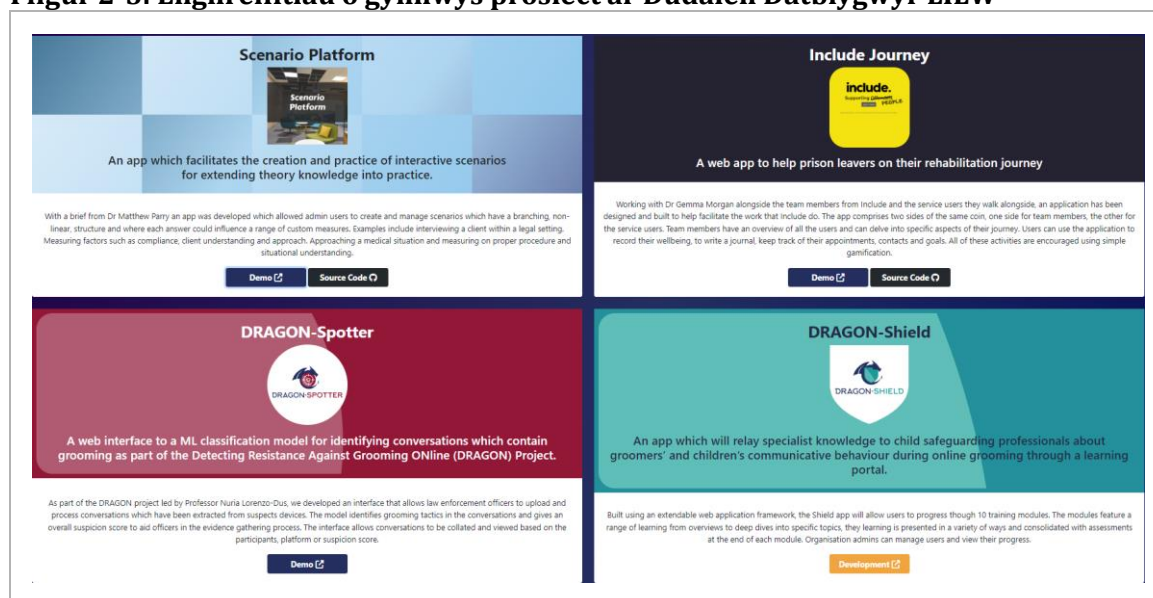 Scenario Platform
Scenario
Platform
An app which facilitates the creation and practice of interactive scenarios
for extending theory knowledge into practice.
With a brief from Dr Matthew Parry an app was developed which allowed admin users to create and manage scenarios which have a branching, non-
linear, structure and where each answer could influence a range of custom measures. Examples include interviewing a client within a legal setting.
Measuring factors such as compliance, client understanding and approach. Approaching a medical situation and measuring on proper procedure and
situational understanding.
Demo
Source Code
Include Journey
include.
Supporting
PEOPLE
A web app to help prison leavers on their rehabilitation journey
Working with Dr Gemma Morgan alongside the team members from Include and the service users they walk alongside, an application has been
designed and built to help facilitate the work that include do. The app comprises two sides of the same coin, one side for team members, the other for
the service users. Team members have an overview of all the users and can delve into specific aspects of their journey. Users can use the application to
record their wellbeing, to write a journal, keep track of their appointments, contacts and goals. All of these activities are encouraged using simple
gamification.
Demo
Source Code
DRAGON-Spotter
DRAGON-SPOTTER
A web interface to a ML classification model for identifying conversations which contain
grooming as part of the Detecting Resistance Against Grooming ONline (DRAGON) Project.
As part of the DRAGON project led by Professor Nuria Lorenzo-Dus, we developed an interface that allows law enforcement officers to upload and
process conversations which have been extracted from suspects devices. The model identifies grooming tactics in the conversations and gives an
overall suspicion score to aid officers in the evidence gathering process. The interface allows conversations to be collated and viewed based on the
participants, platform or suspicion score.
Demo
DRAGON-Shield
DRAGON-SHIELD
An app which will relay specialist knowledge to child safeguarding professionals about
groomers' and children's communicative behaviour during online grooming through a learning
portal.
Built using an extendable web application framework, the Shield app will allow users to progress though 10 training modules. The modules feature a
range of learning from overviews to deep dives into specific topics, they learning is presented in a variety of ways and consolidated with assessments
at the end of each module. Organisation admins can manage users and view their progress.
Development